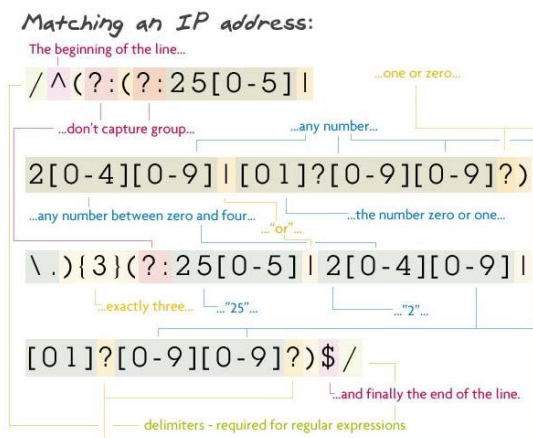 Matching an IP address:
The beginning of the line...
...one or zero...
/^(?:(?:25[0-5]|
...don't capture group...
...any number...
2[0-4][0-9]|[01]?[0-9][0-9]?)
...any number between zero and four...
...the number zero or one...
..."or"...
\.){3}(?:25[0-5]|2[0-4][0-9]|
...exactly three...
..."25"...
..."2"...
[01]?[0-9][0-9]?)$/
...and finally the end of the line.
delimiters - required for regular expressions